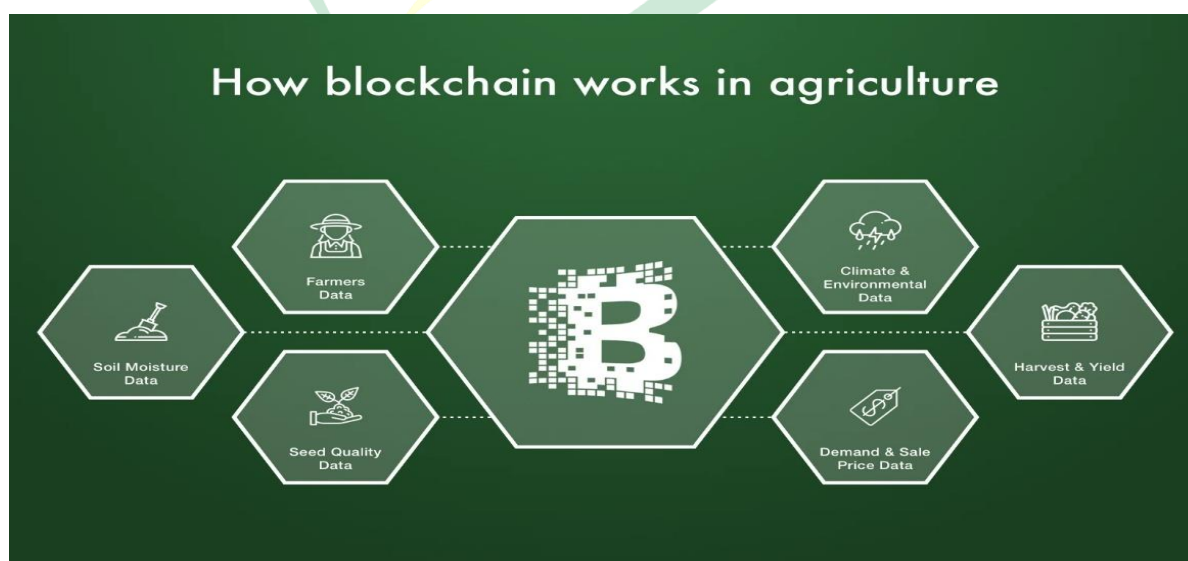 How blockchain works in agriculture
Farmers
Data
Climate &
Environmental
Data
Soil Moisture
Data
B
Harvest & Yield
Data
Seed Quality
Data
Demand & Sale
Price Data